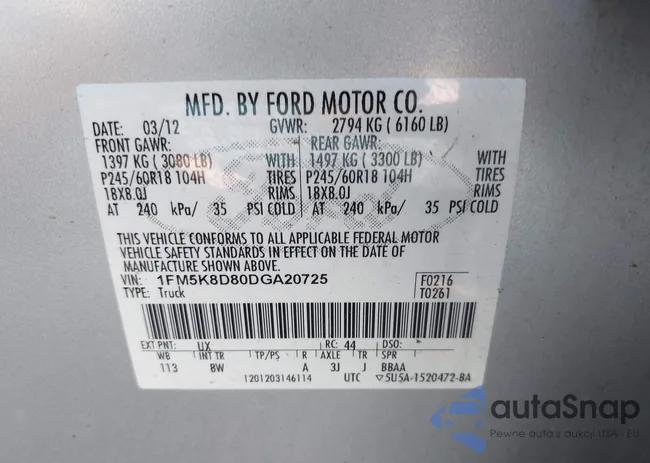 MFD. BY FORD MOTOR CO.
DATE: 03/12 GVWR: 2794 KG ( 6160 LB)
FRONT GAWR: REAR GAWR:
1397 KG ( 3080 LB) WITH 1497 KG ( 3300 LB) WITH
P245/60R18 104H TIRES P245/60R18 104H TIRES
18X8.0J RIMS 18X8.0J RIMS
AT 240 kPa/ 35 PSI COLD AT 240 kPa/ 35 PSI COLD
THIS VEHICLE CONFORMS TO ALL APPLICABLE FEDERAL MOTOR
VEHICLE SAFETY STANDARDS IN EFFECT ON THE DATE OF
MANUFACTURE SHOWN ABOVE.
VIN: 1FM5K8D80DGA20725 F0216
TYPE: Truck T0261
EXT PNT: UX RC: 44 DSO:
WB INT TR TP/PS R AXLE TR SPR
113 8W A 3J J BBAA
1201203146114 UTC ▽5U5A-1520472-BA
autaSnap
Pewne auta z aukcji USA - EU